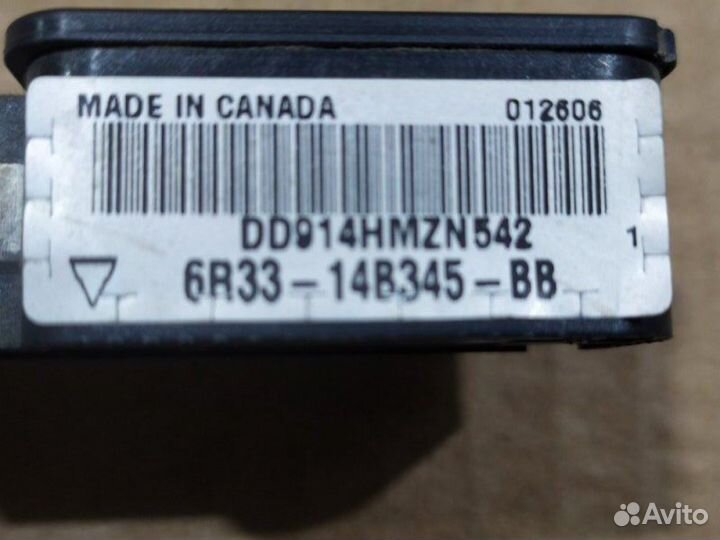 MADE IN CANADA 012606
DD914HMZN542 1
6R33-14B345-BB
Avito